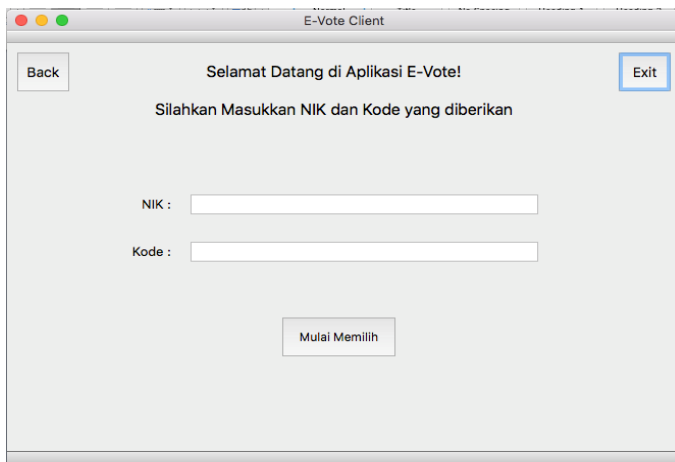 E-Vote Client
Back
Selamat Datang di Aplikasi E-Vote!
Exit
Silahkan Masukkan NIK dan Kode yang diberikan
NIK :
Kode :
Mulai Memilih